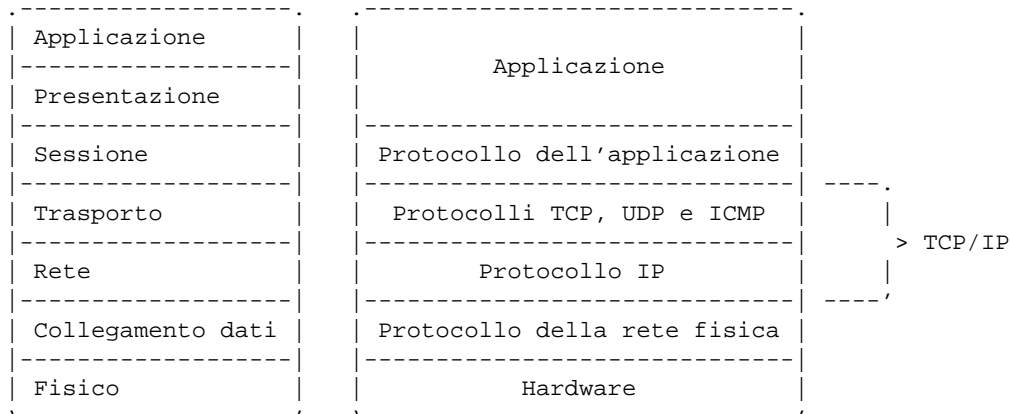 Applicazione
Applicazione
Presentazione
Sessione
Protocollo dell'applicazione
Trasporto
Protocolli TCP, UDP e ICMP
> TCP/IP
Rete
Protocollo IP
Collegamento dati
Protocollo della rete fisica
Fisico
Hardware